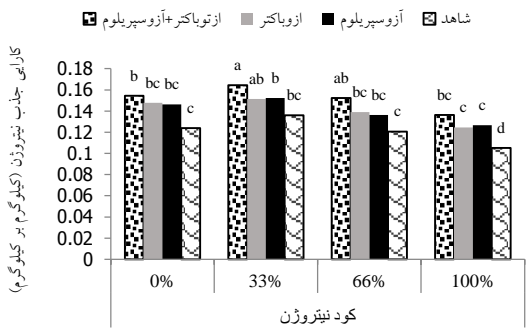 ازتوباکتر+آزوسپریلوم ازوباکتر آزوسپریلوم شاهد
کارایی جذب نیتروژن (کیلوگرم بر کیلوگرم)
0.18
0.16
0.14
0.12
0.1
0.08
0.06
0.04
0.02
0
b bc bc c
a ab b bc
ab bc bc c
bc c c d
0% 33% 66% 100%
کود نیتروژن